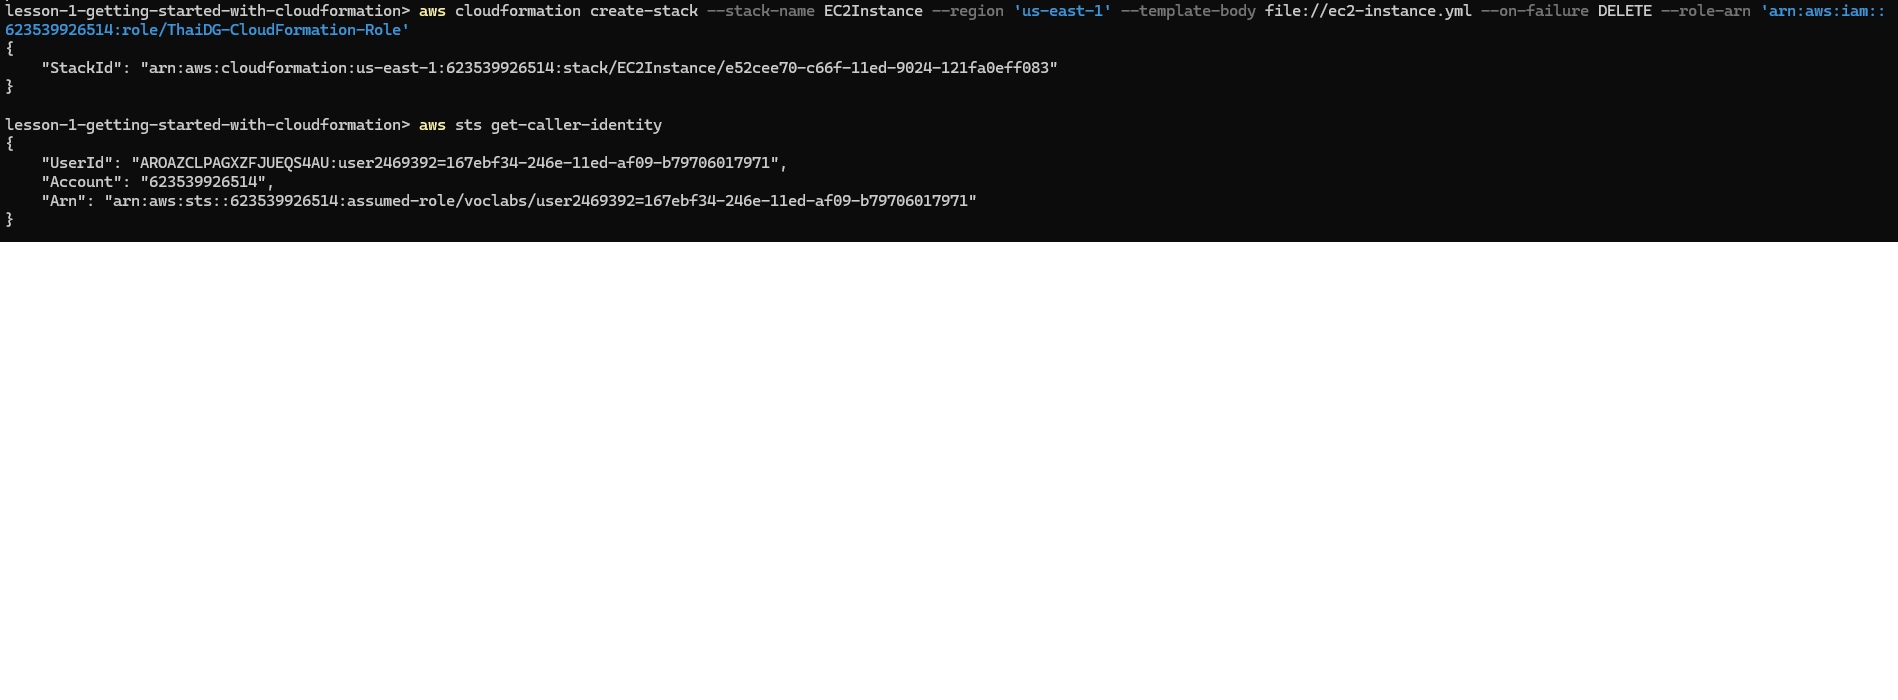 lesson-1-getting-started-with-cloudformation> aws cloudformation create-stack --stack-name EC2Instance --region 'us-east-1' --template-body file://ec2-instance.yml --on-failure DELETE --role-arn 'arn:aws:iam::
623539926514:role/ThaiDG-CloudFormation-Role'
{
    "StackId": "arn:aws:cloudformation:us-east-1:623539926514:stack/EC2Instance/e52cee70-c66f-11ed-9024-121fa0eff083"
}

lesson-1-getting-started-with-cloudformation> aws sts get-caller-identity
{
    "UserId": "AROAZCLPAGXZFJUEQS4AU:user2469392=167ebf34-246e-11ed-af09-b79706017971",
    "Account": "623539926514",
    "Arn": "arn:aws:sts::623539926514:assumed-role/voclabs/user2469392=167ebf34-246e-11ed-af09-b79706017971"
}